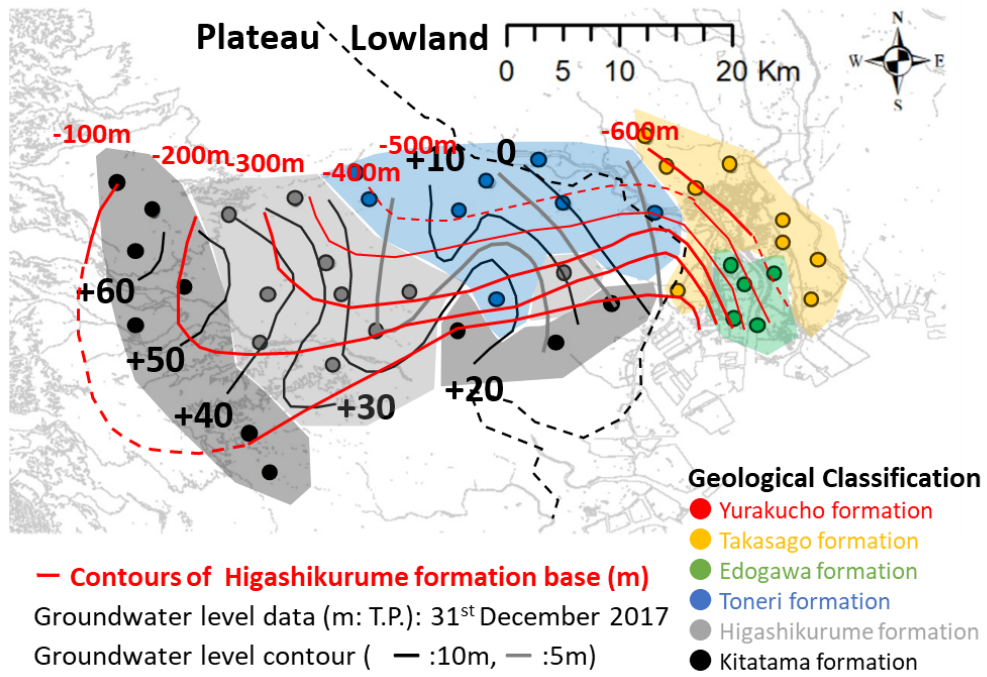 Plateau Lowland
0 5 10 20 Km
N
W E
S
-100m
-200m
-300m
-400m
-500m
-600m
+10
0
+60
+50
+40
+30
+20
Geological Classification
Yurakucho formation
Takasago formation
Edogawa formation
Toneri formation
Higashikurume formation
Kitatama formation
Contours of Higashikurume formation base (m)
Groundwater level data (m: T.P.): 31st December 2017
Groundwater level contour ( :10m, :5m)